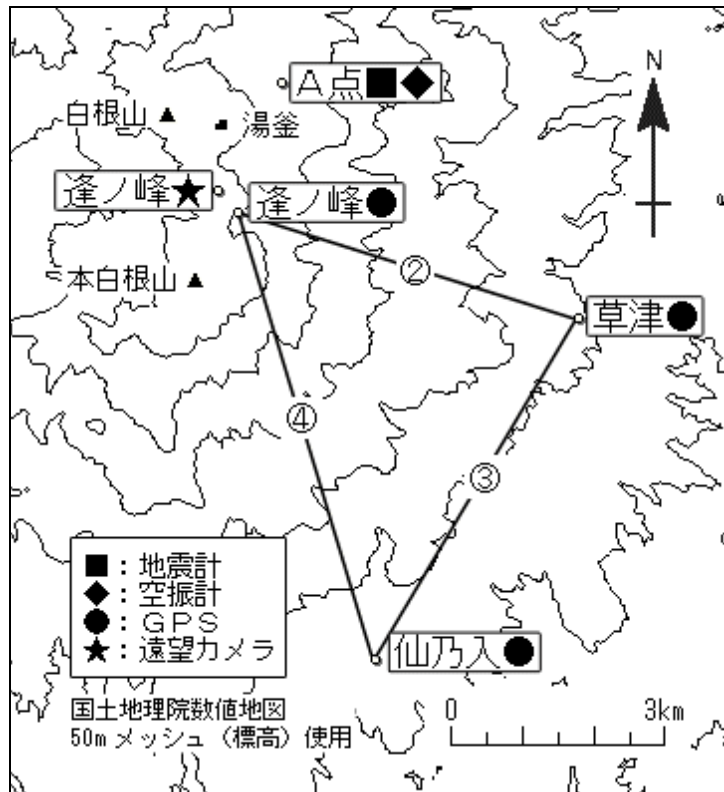 A点■◆
N
白根山▲
■湯釜
逢ノ峰★
逢ノ峰●
本白根山▲
②
草津●
④
③
■：地震計
◆：空振計
●：GPS
★：遠望カメラ
仙乃入●
国土地理院数値地図
50mメッシュ（標高）使用
0 3km